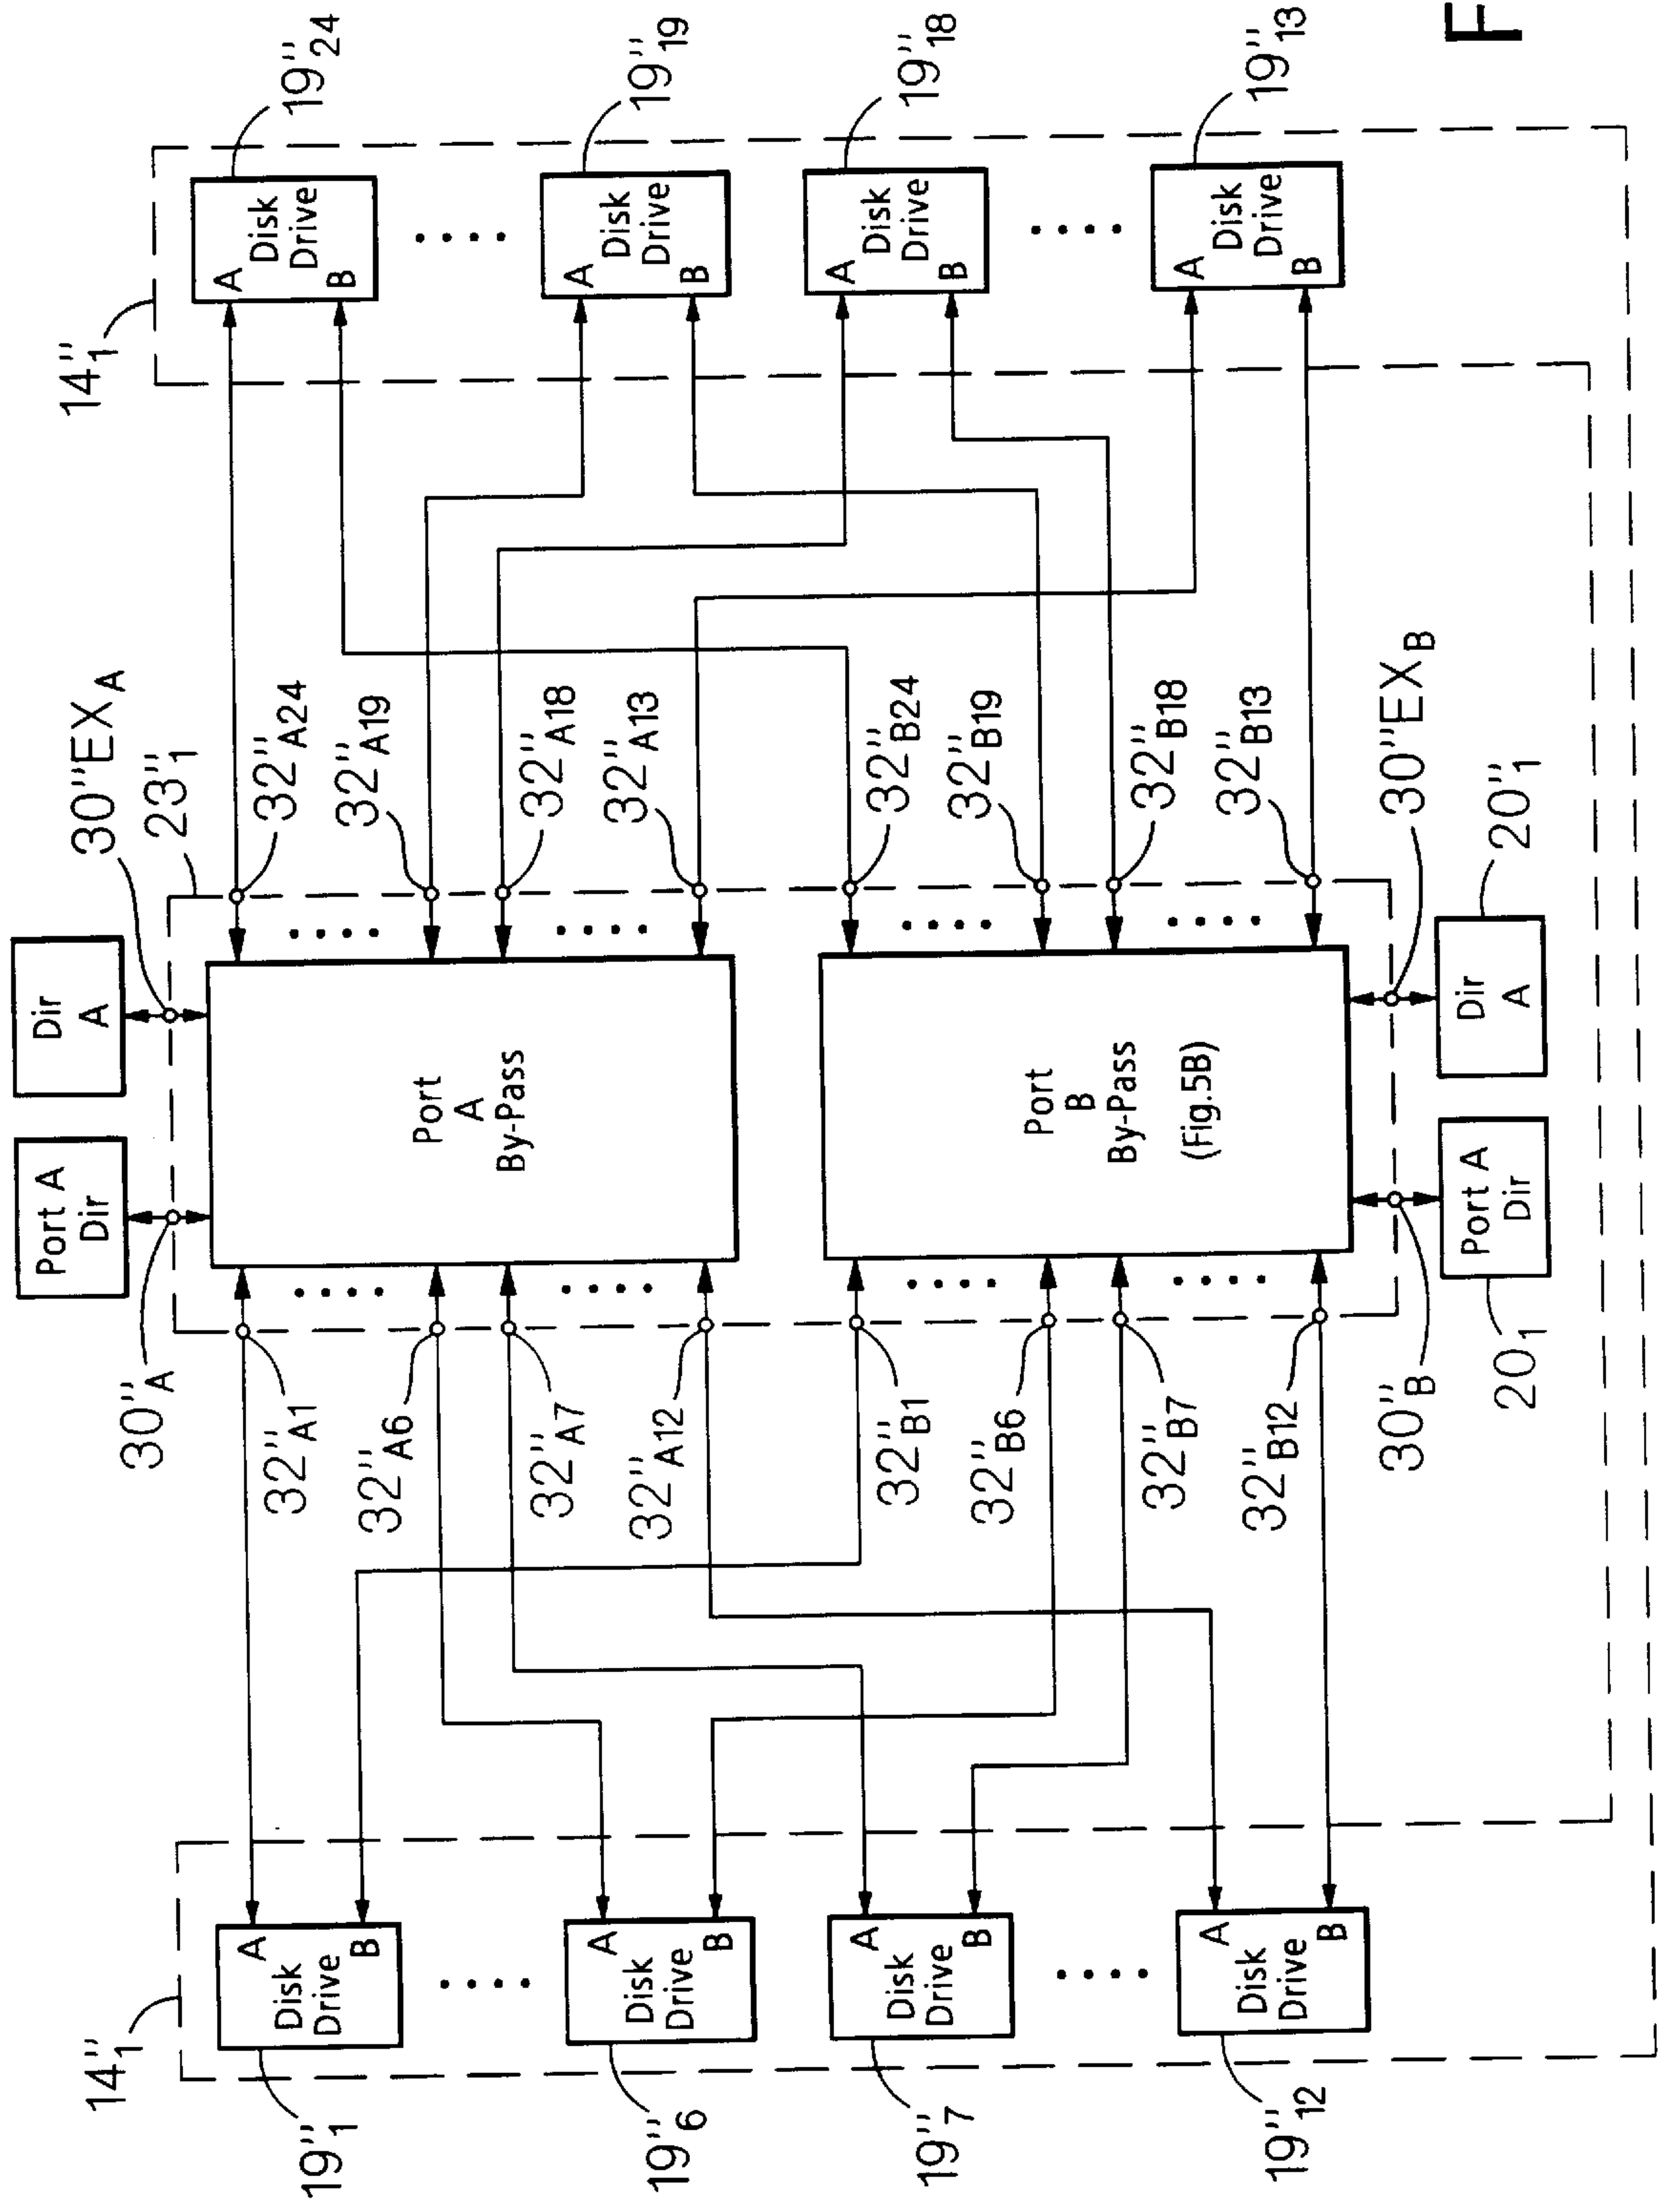 14''1
19''1
Disk
Drive
A
B
19''6
Disk
Drive
A
B
19''7
Disk
Drive
A
B
19''12
Disk
Drive
A
B
30''A
32''A1
32''A6
32''A7
32''A12
32''B1
32''B6
32''B7
32''B12
30''B
Port A
Dir
Dir
A
Port
A
By-Pass
Port
B
By-Pass
(Fig.5B)
Port A
Dir
201
Dir
A
20''1
30''EXA
23''1
32''A24
32''A19
32''A18
32''A13
32''B24
32''B19
32''B18
32''B13
30''EXB
14''1
A
B
Disk
Drive
19''24
A
B
Disk
Drive
19''19
A
B
Disk
Drive
19''18
A
B
Disk
Drive
19''13